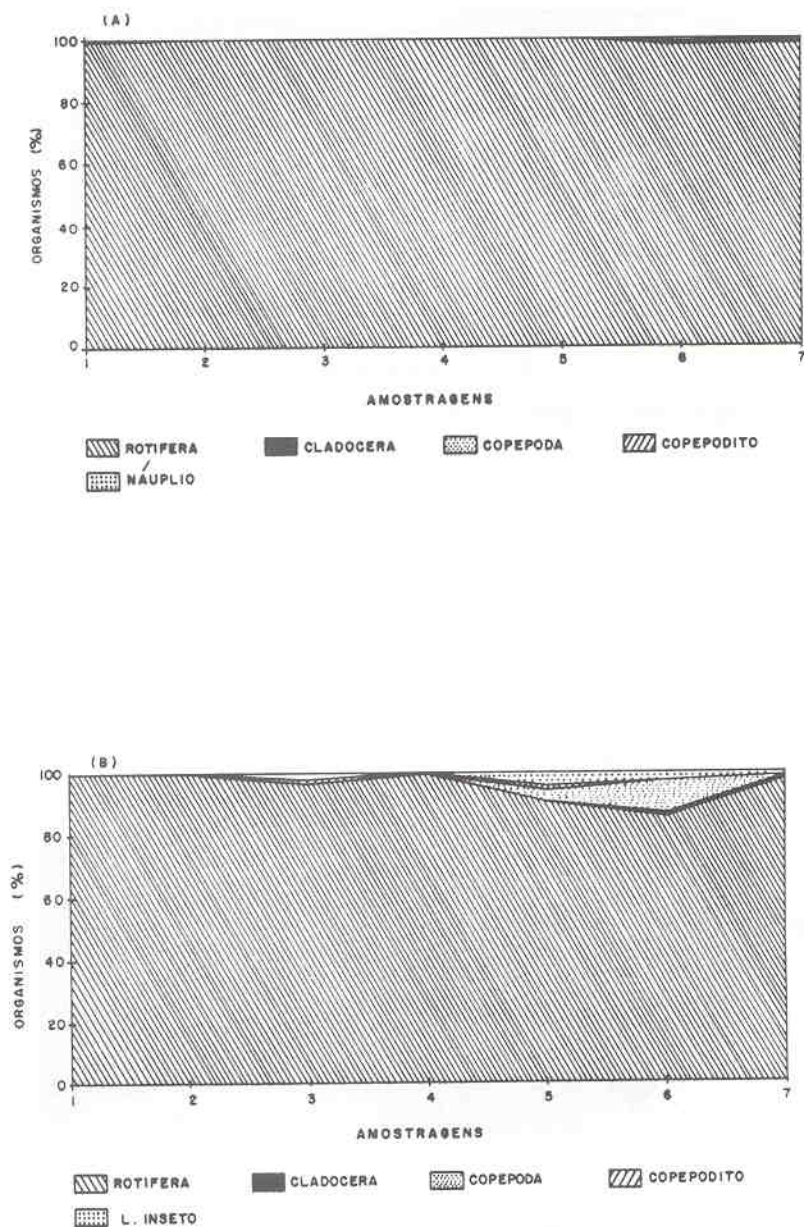 (A)
100
80
60
40
20
0
ORGANISMOS (%)
1 2 3 4 5 6 7
AMOSTRAGENS
ROTIFERA CLADOCERA COPEPODA COPEPODITO
NÁUPLIO
(B)
100
80
60
40
20
0
ORGANISMOS (%)
1 2 3 4 5 6 7
AMOSTRAGENS
ROTIFERA CLADOCERA COPEPODA COPEPODITO
L. INSETO